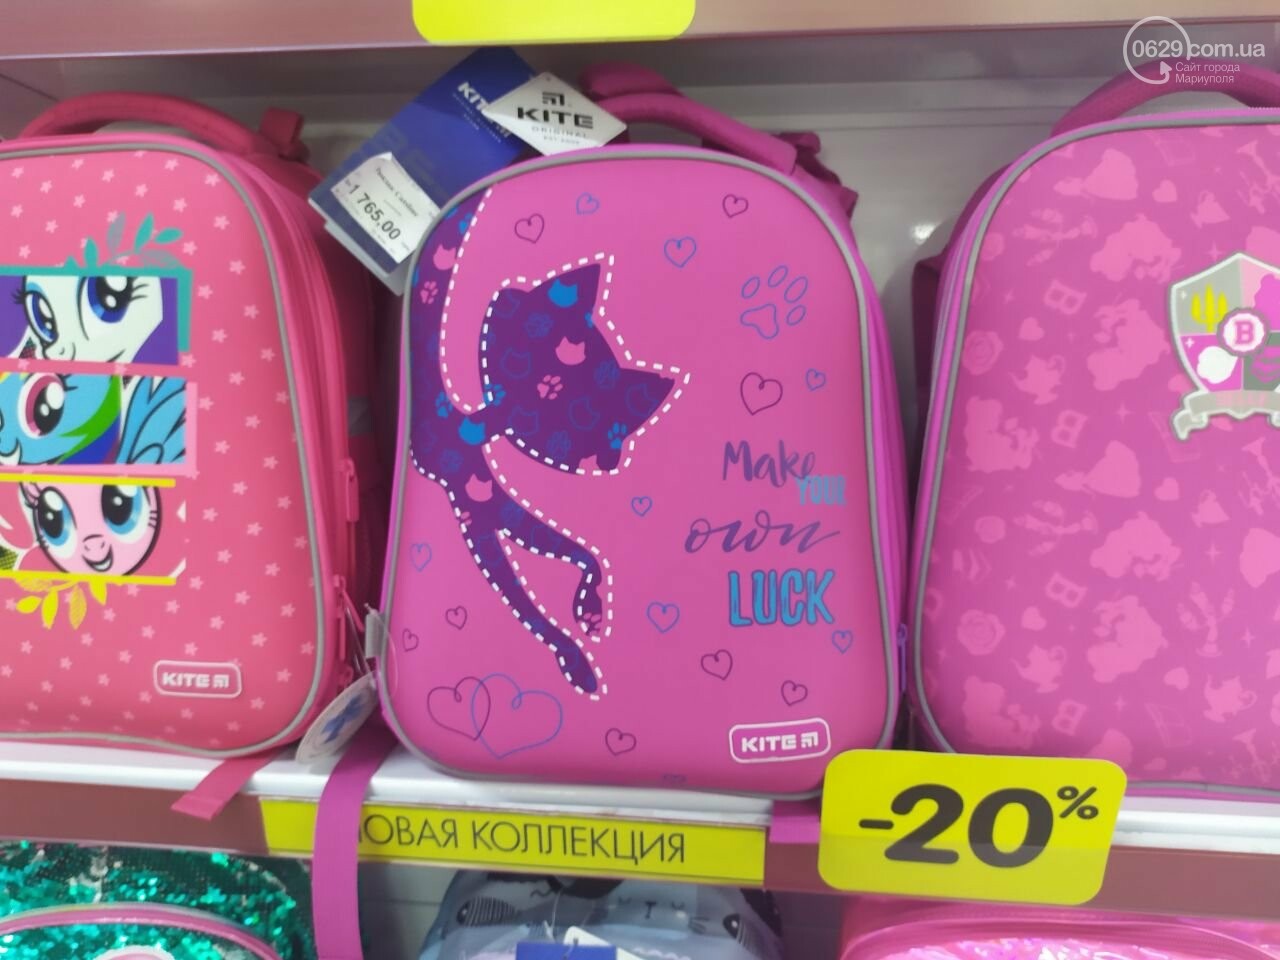 0629.com.ua
Сайт города
Мариуполя
KITE
KITE
ORIGINAL
1 765,00
Make
YOUR
own
LUCK
B
KITE
KITE
-20%
НОВАЯ КОЛЛЕКЦИЯ